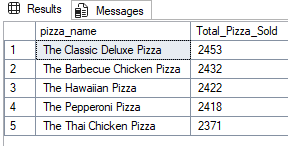 Results Messages
pizza_name Total_Pizza_Sold
1 The Classic Deluxe Pizza 2453
2 The Barbecue Chicken Pizza 2432
3 The Hawaiian Pizza 2422
4 The Pepperoni Pizza 2418
5 The Thai Chicken Pizza 2371